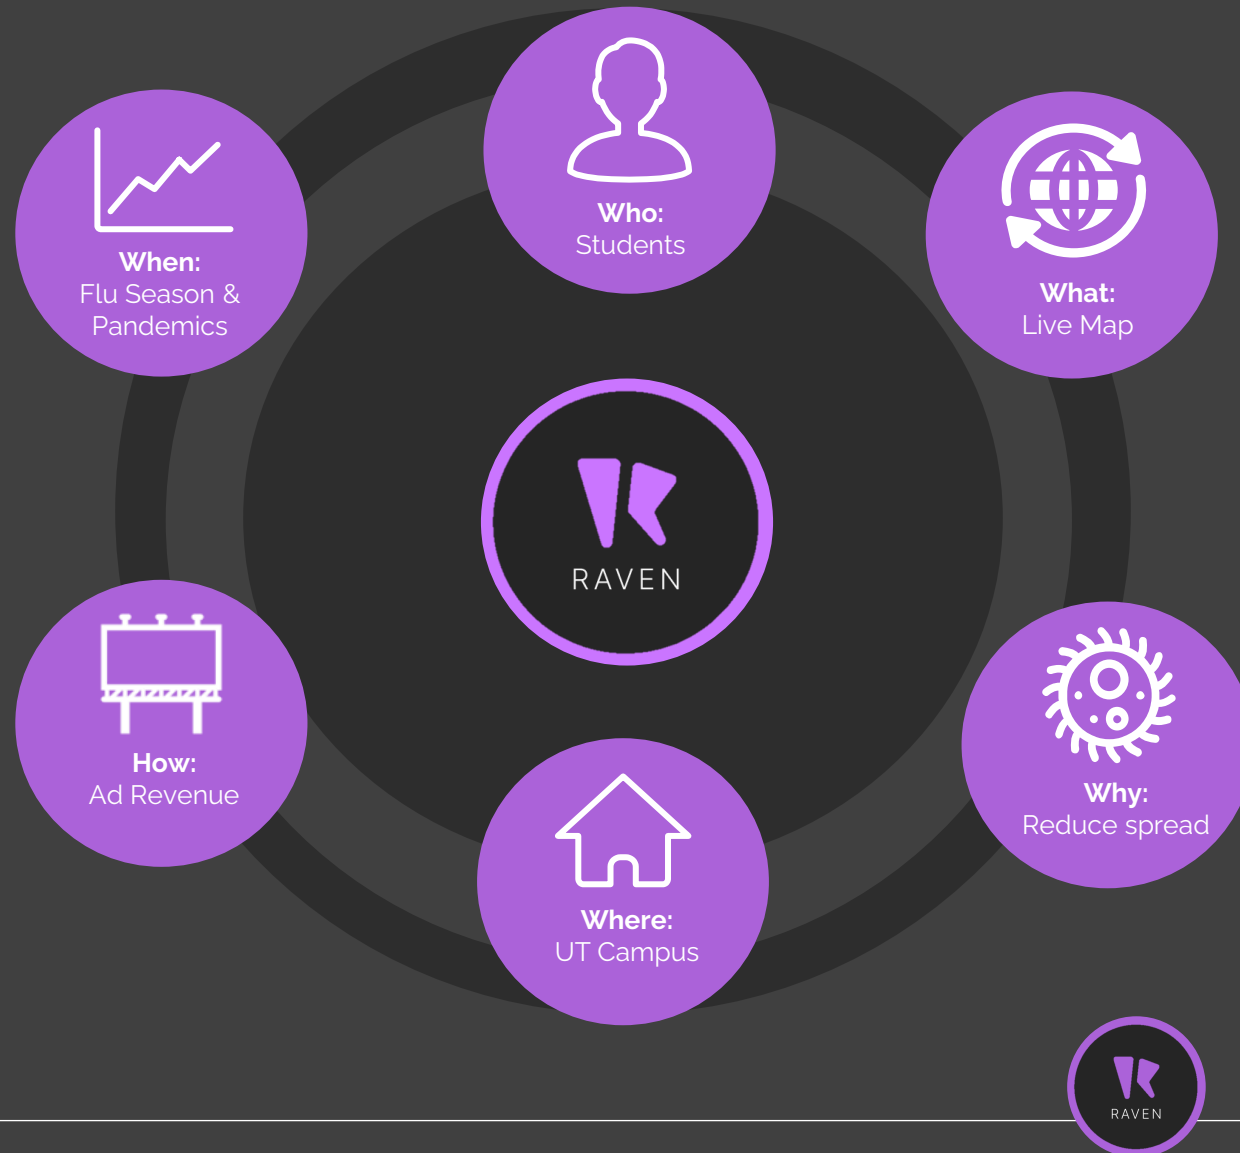 Who:
Students
When:
Flu Season &
Pandemics
What:
Live Map
RAVEN
How:
Ad Revenue
Why:
Reduce spread
Where:
UT Campus
RAVEN